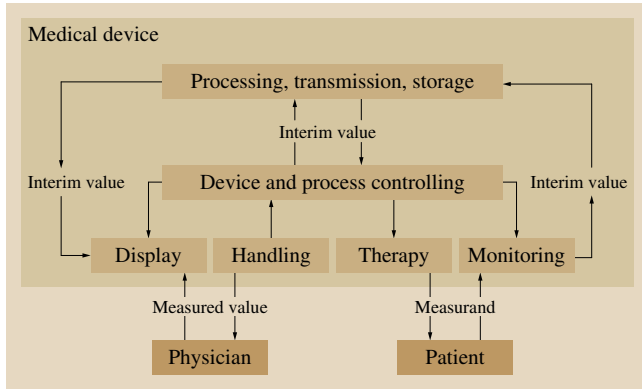 Medical device
Processing, transmission, storage
Interim value
Interim value
Device and process controlling
Interim value
Display
Handling
Therapy
Monitoring
Measured value
Measurand
Physician
Patient